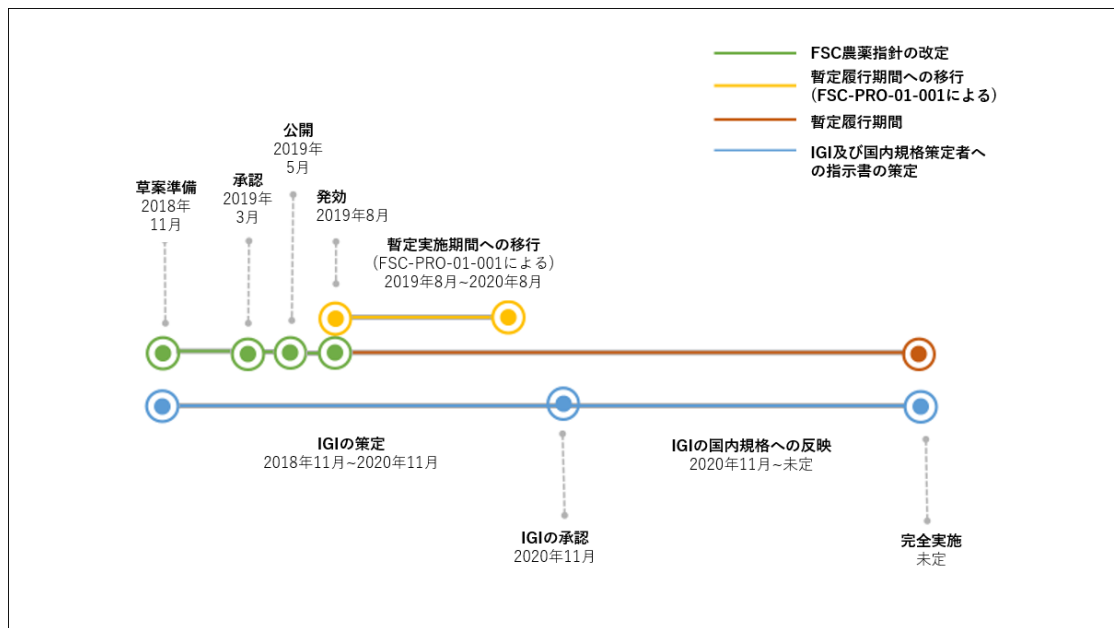 FSC農薬指針の改定
暫定履行期間への移行
(FSC-PRO-01-001による)
暫定履行期間
IGI及び国内規格策定者へ
の指示書の策定
公開
2019年
5月
承認
2019年
3月
草案準備
2018年
11月
発効
2019年8月
暫定実施期間への移行
(FSC-PRO-01-001による)
2019年8月~2020年8月
IGIの策定
2018年11月~2020年11月
IGIの国内規格への反映
2020年11月~未定
IGIの承認
2020年11月
完全実施
未定